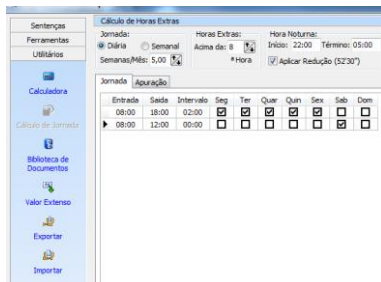 Sentenças
Ferramentas
Utilitários
Calculadora
Cálculo de Jornada
Biblioteca de
Documentos
Valor Extenso
Exportar
Importar
Cálculo de Horas Extras
Jornada:
Diária Semanal
Semanas/Mês: 5,00
Horas Extras:
Acima da: 8
ª Hora
Hora Noturna:
Início: 22:00 Término: 05:00
Aplicar Redução (52'30")
Jornada Apuração
Entrada Saida Intervalo Seg Ter Quar Quin Sex Sab Dom
08:00 18:00 02:00
08:00 12:00 00:00